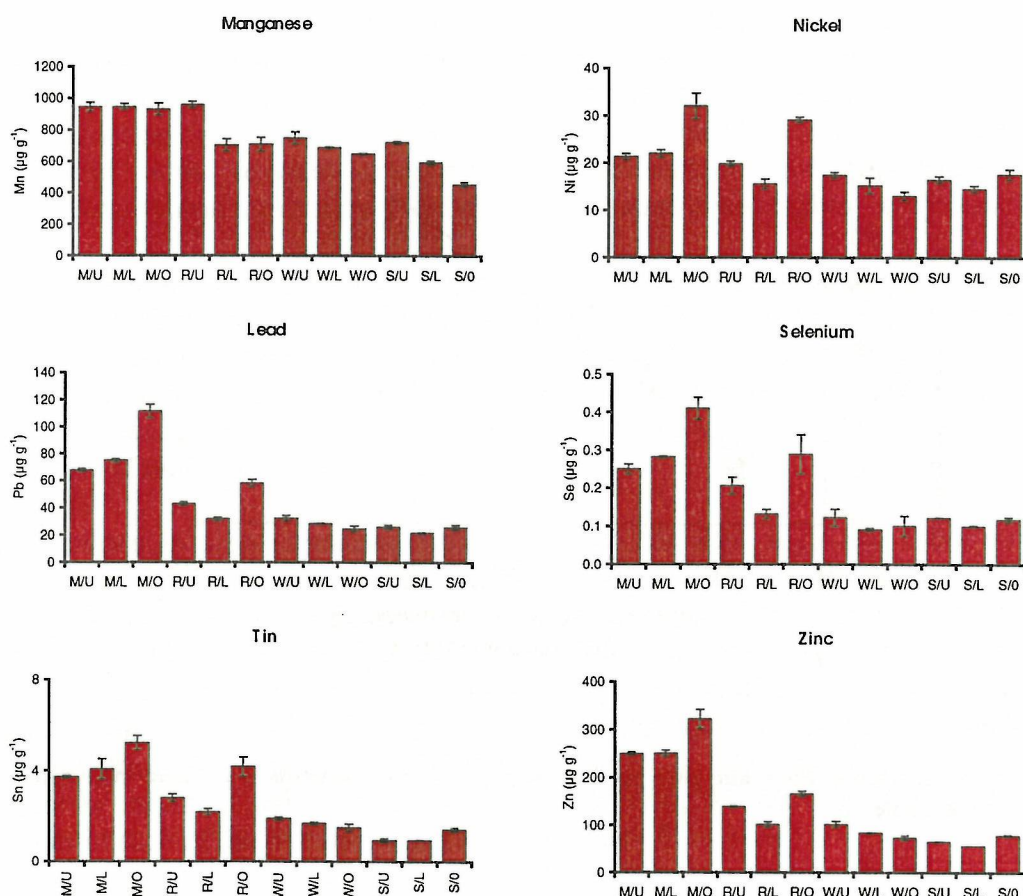 Manganese
1200
1000
800
600
400
200
0
Mn (µg g⁻¹)
M/U M/L M/O R/U R/L R/O W/U W/L W/O S/U S/L S/0
Nickel
40
30
20
10
0
Ni (µg g⁻¹)
M/U M/L M/O R/U R/L R/O W/U W/L W/O S/U S/L S/0
Lead
140
120
100
80
60
40
20
0
Pb (µg g⁻¹)
M/U M/L M/O R/U R/L R/O W/U W/L W/O S/U S/L S/0
Selenium
0.5
0.4
0.3
0.2
0.1
0.0
Se (µg g⁻¹)
M/U M/L M/O R/U R/L R/O W/U W/L W/O S/U S/L S/0
Tin
8
4
0
Sn (µg g⁻¹)
M/U M/L M/O R/U R/L R/O W/U W/L W/O S/U S/L S/0
Zinc
400
300
200
100
0
Zn (µg g⁻¹)
M/U M/L M/O R/U R/L R/O W/U W/L W/O S/U S/L S/0